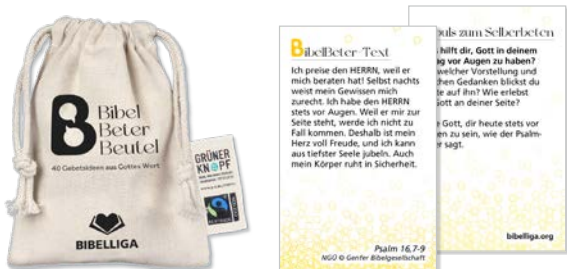 Bibel
Beter
Beutel
40 Gebetsideen aus Gottes Wort
BIBELLIGA
GRÜNER
KNOPF
FAIRTRADE
BibelBeter-Text
Ich preise den HERRN, weil er
mich beraten hat! Selbst nachts
weist mein Gewissen mich
zurecht. Ich habe den HERRN
stets vor Augen. Weil er mir zur
Seite steht, werde ich nicht zu
Fall kommen. Deshalb ist mein
Herz voll Freude, und ich kann
aus tiefster Seele jubeln. Auch
mein Körper ruht in Sicherheit.
Psalm 16,7-9
NGÜ © Genfer Bibelgesellschaft
zum Selberbeten
hilft dir, Gott in deinem
vor Augen zu haben?
welcher Vorstellung und
Gedanken blickst du
auf ihn? Wie erlebst
Gott an deiner Seite?
Gott, dir heute stets vor
zu sein, wie der Psalm-
sagt.
bibelliga.org